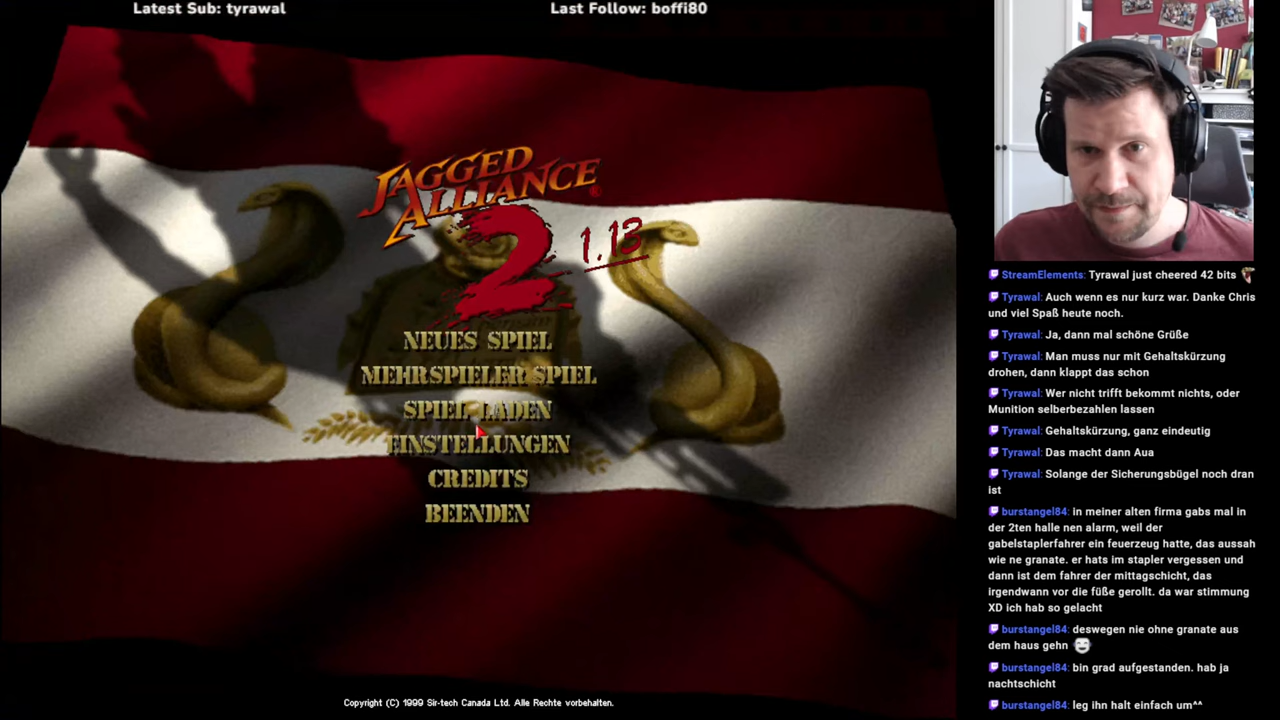 Latest Sub: tyrawal
Last Follow: boffi80
JAGGED
ALLIANCE
2
1.13
NEUES SPIEL
MEHRSPIELER SPIEL
SPIEL LADEN
EINSTELLUNGEN
CREDITS
BEENDEN
Copyright (C) 1999 Sir-tech Canada Ltd. Alle Rechte vorbehalten.
StreamElements: Tyrawal just cheered 42 bits
Tyrawal: Auch wenn es nur kurz war. Danke Chris
und viel Spaß heute noch.
Tyrawal: Ja, dann mal schöne Grüße
Tyrawal: Man muss nur mit Gehaltskürzung
drohen, dann klappt das schon
Tyrawal: Wer nicht trifft bekommt nichts, oder
Munition selberbezahlen lassen
Tyrawal: Gehaltskürzung, ganz eindeutig
Tyrawal: Das macht dann Aua
Tyrawal: Solange der Sicherungsbügel noch dran
ist
burstangel84: in meiner alten firma gabs mal in
der 2ten halle nen alarm, weil der
gabelstaplerfahrer ein feuerzeug hatte, das aussah
wie ne granate. er hats im stapler vergessen und
dann ist dem fahrer der mittagschicht, das
irgendwann vor die füße gerollt. da war stimmung
XD ich hab so gelacht
burstangel84: deswegen nie ohne granate aus
dem haus gehn
burstangel84: bin grad aufgestanden. hab ja
nachtschicht
burstangel84: leg ihn halt einfach um^^